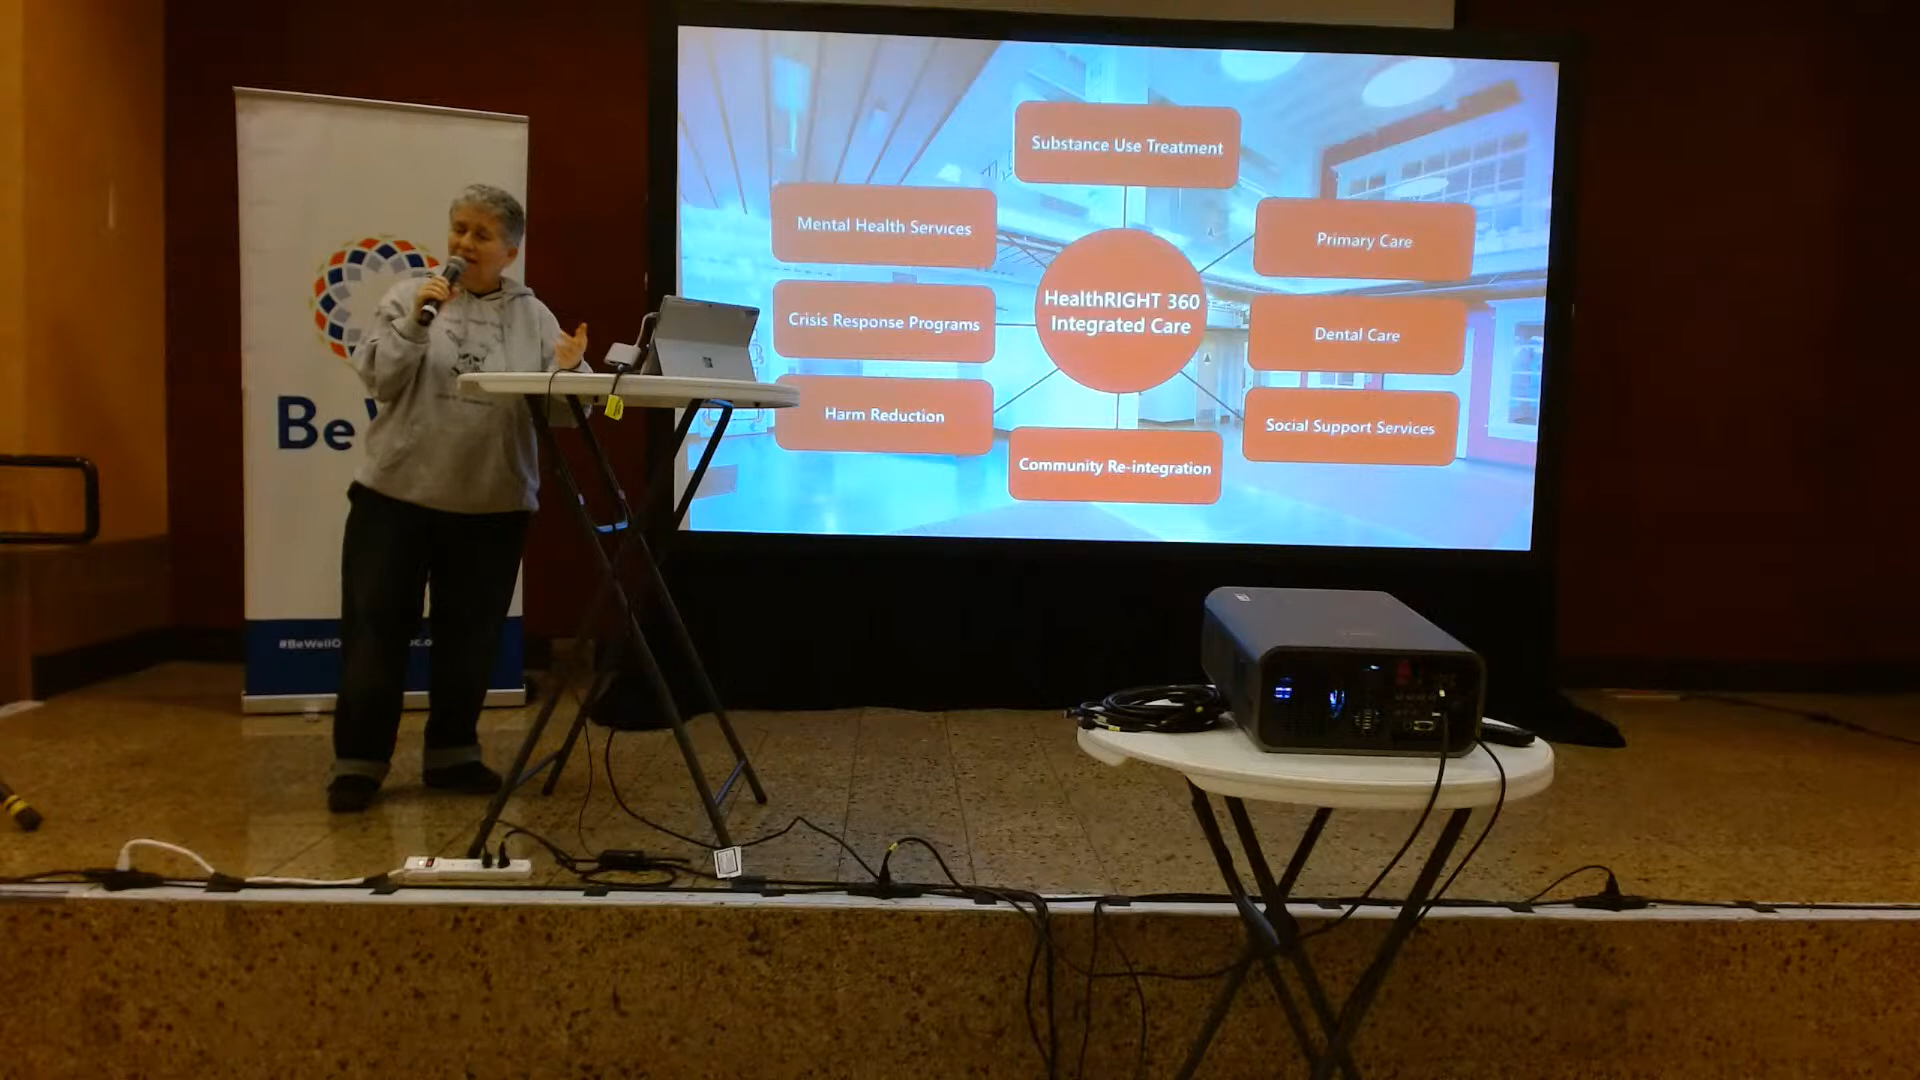 Substance Use Treatment
Mental Health Services
Primary Care
HealthRIGHT 360
Integrated Care
Crisis Response Programs
Dental Care
Harm Reduction
Social Support Services
Community Re-integration
Be
#BeWellO